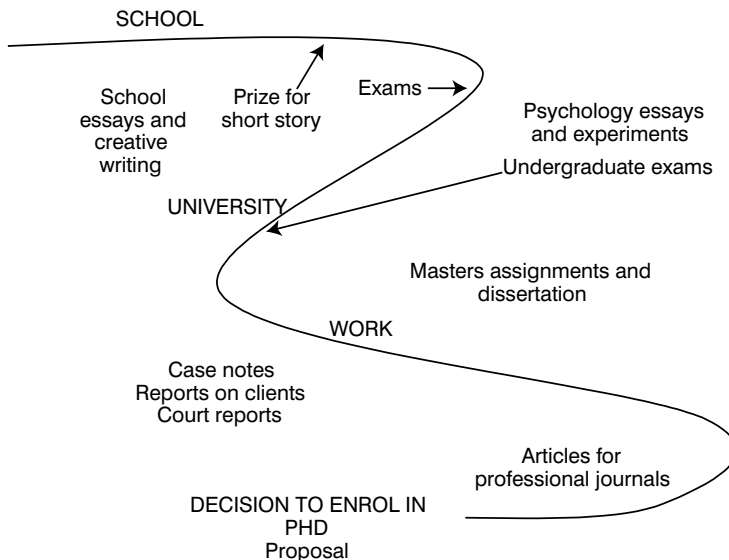 SCHOOL
School
essays and
creative
writing
Prize for
short story
Exams
Psychology essays
and experiments
Undergraduate exams
UNIVERSITY
Masters assignments and
dissertation
WORK
Case notes
Reports on clients
Court reports
Articles for
professional journals
DECISION TO ENROL IN
PHD
Proposal